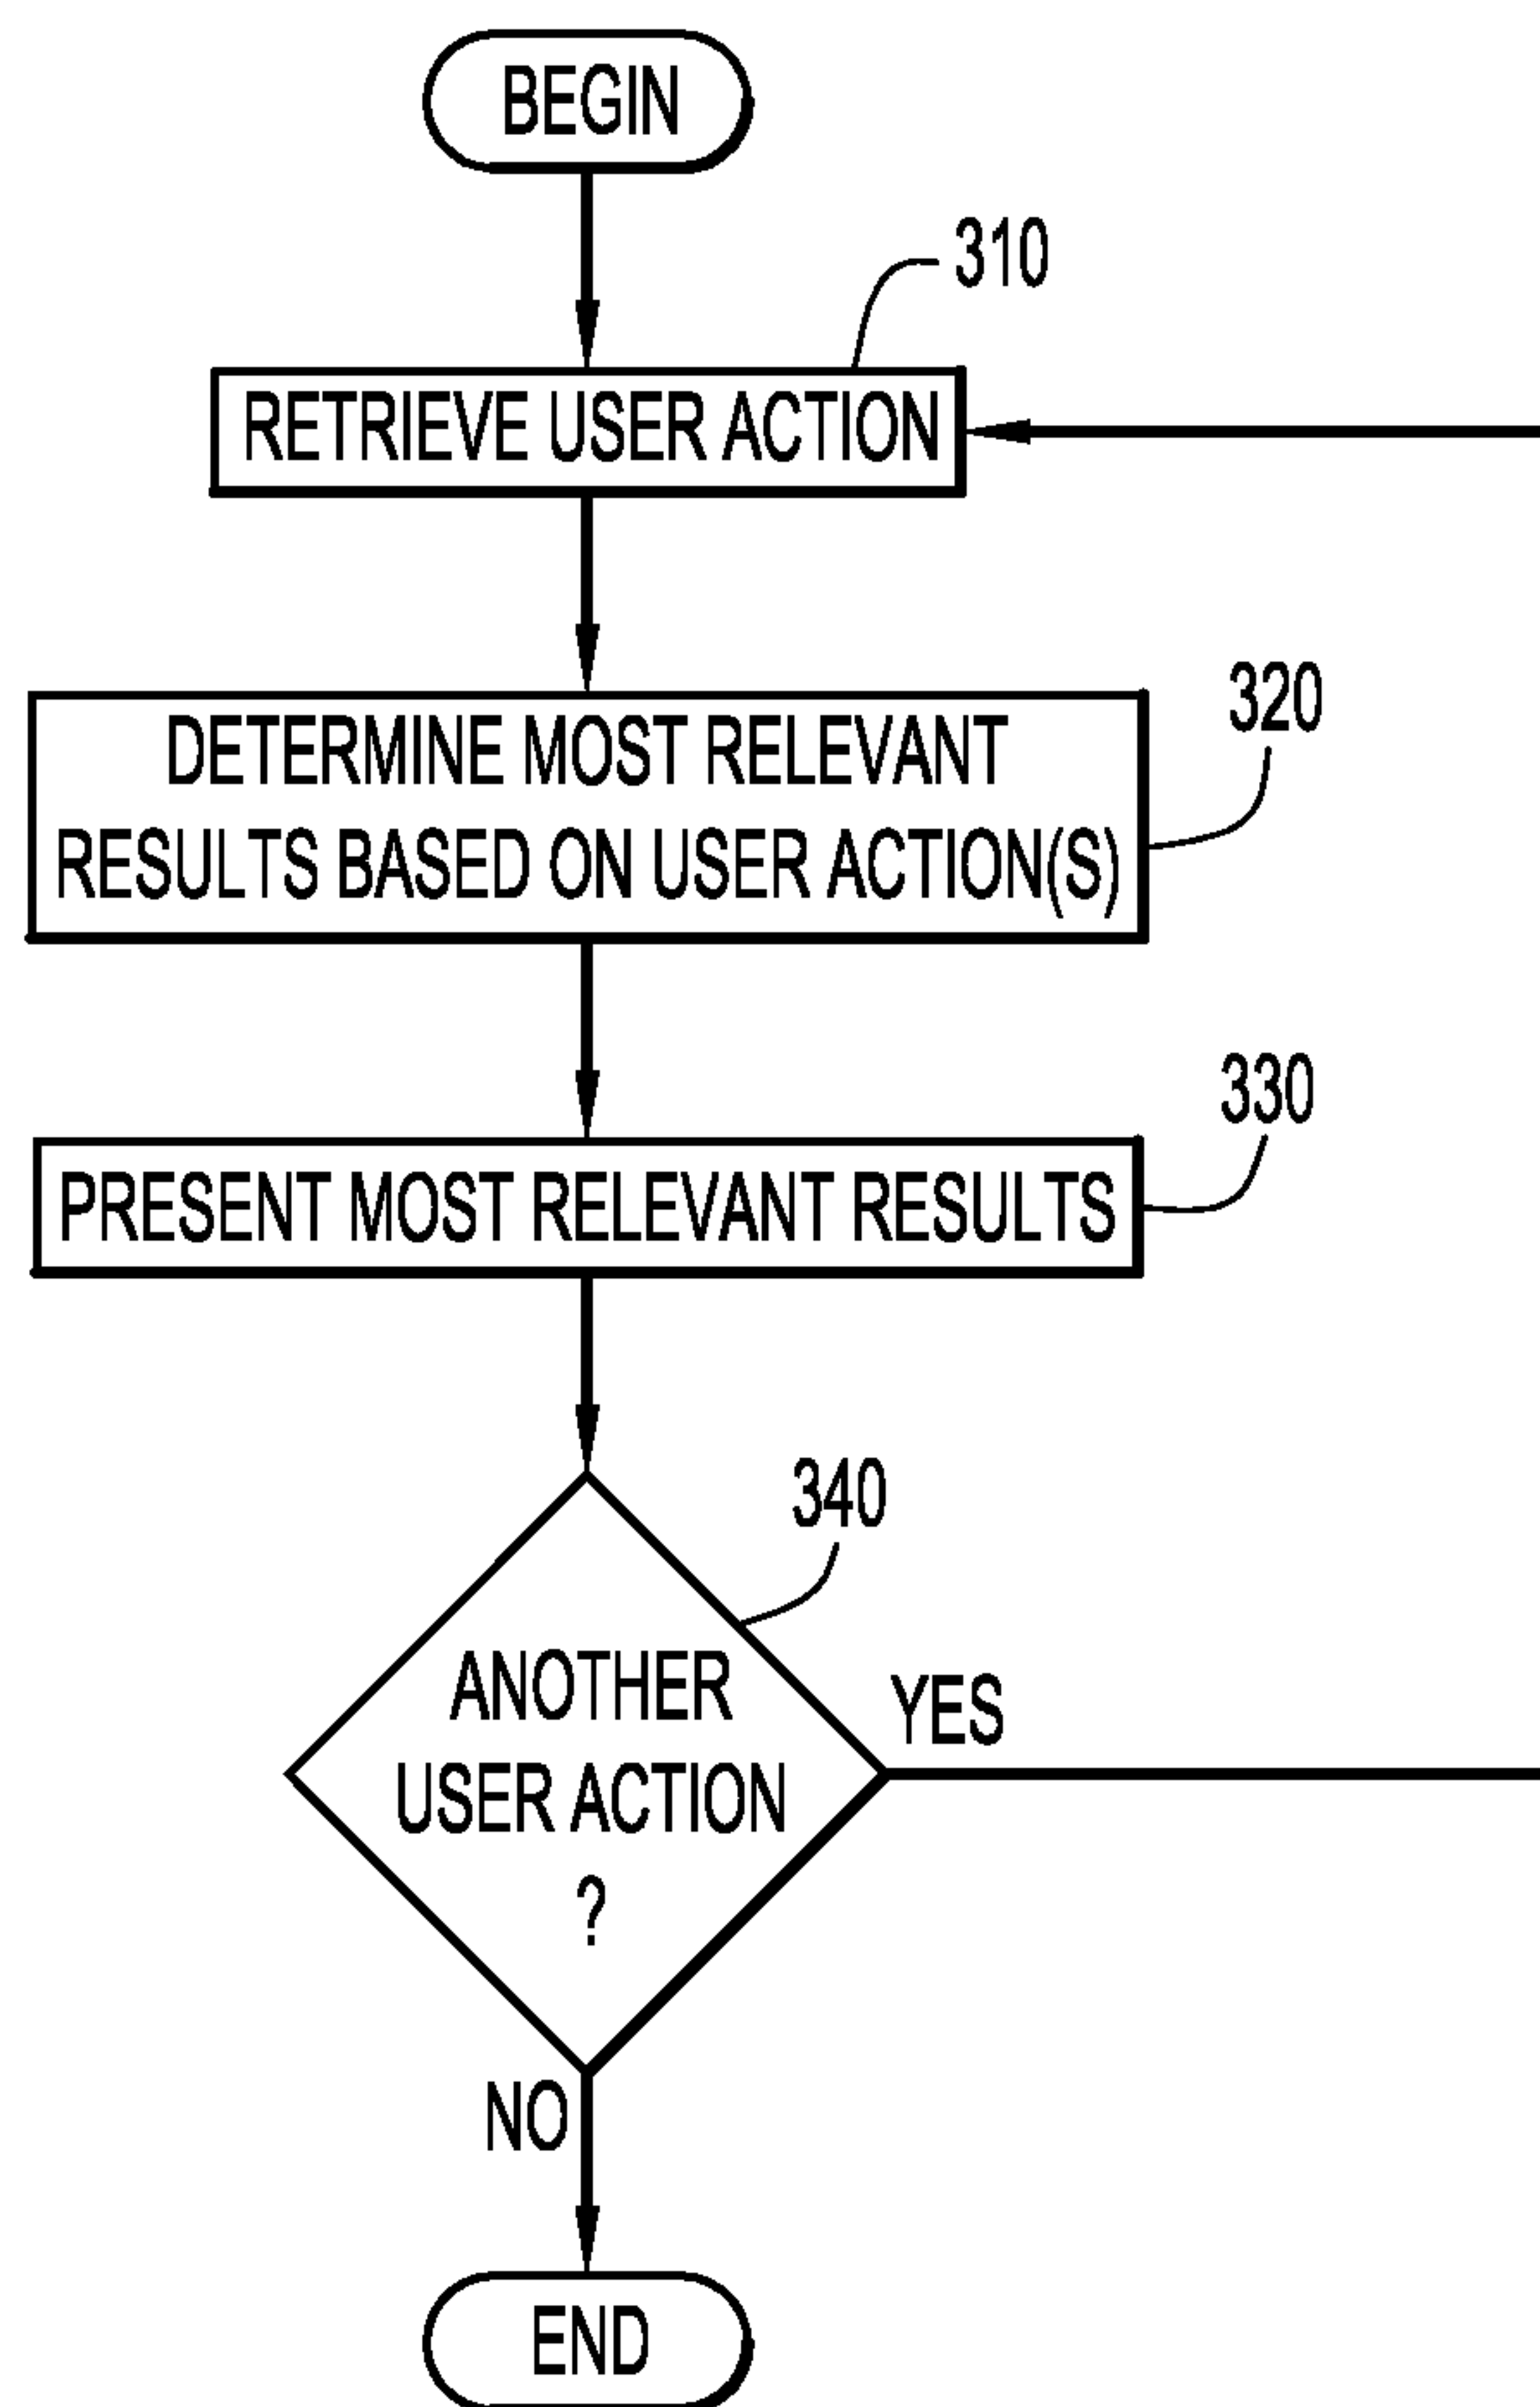 BEGIN
310
RETRIEVE USER ACTION
320
DETERMINE MOST RELEVANT
RESULTS BASED ON USER ACTION(S)
330
PRESENT MOST RELEVANT RESULTS
340
ANOTHER
USER ACTION
?
YES
NO
END